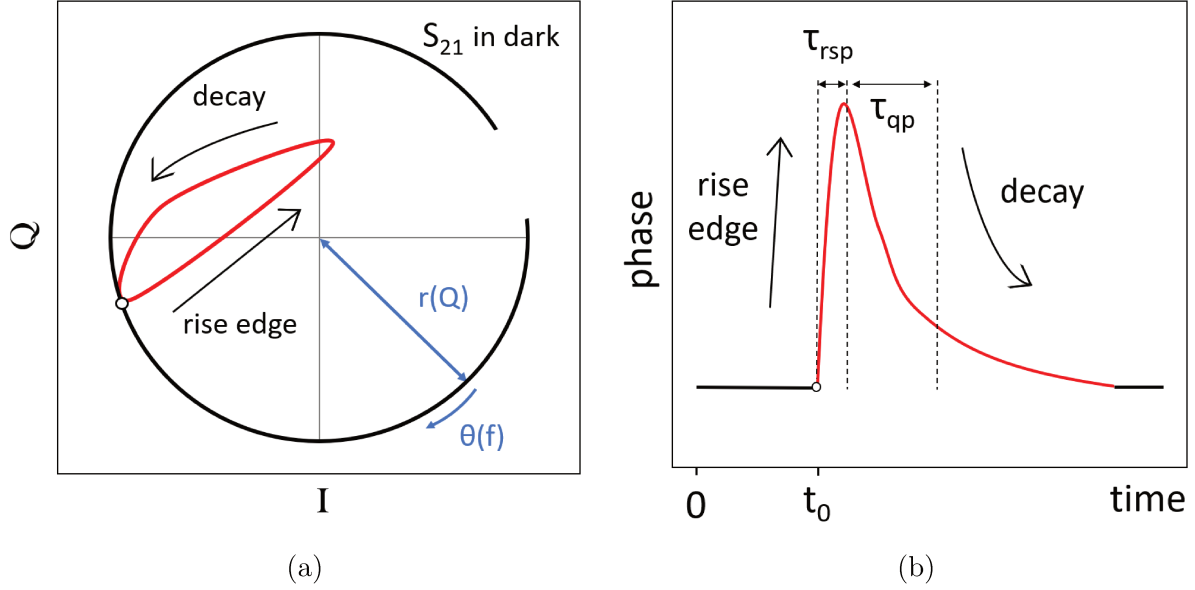 S21 in dark
decay
Q
r(Q)
rise edge
θ(f)
I
(a)
τrsp
τqp
rise
edge
decay
phase
0
t0
time
(b)